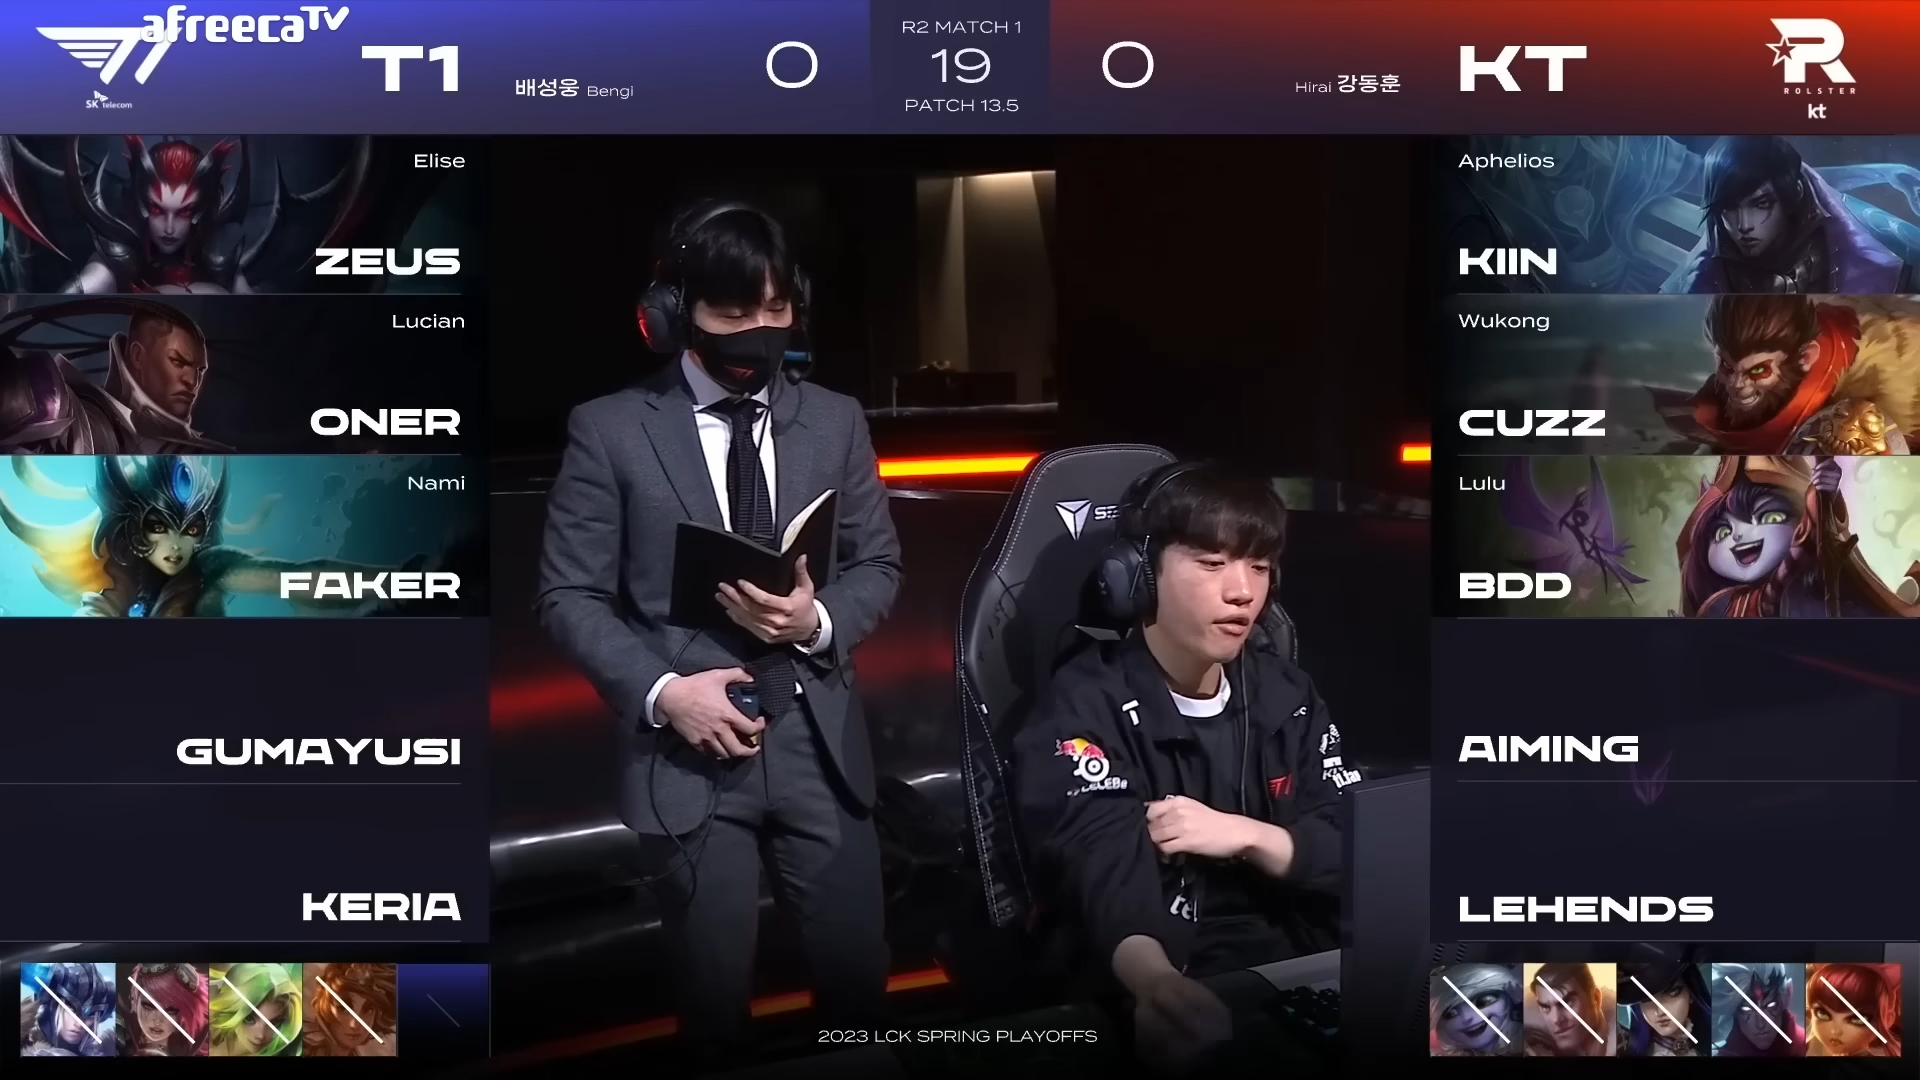 afreecaTV
SK telecom
T1
배성웅 Bengi
0
R2 MATCH 1
19
PATCH 13.5
0
Hirai 강동훈
KT
R
ROLSTER
kt
Elise
ZEUS
Lucian
ONER
Nami
FAKER
GUMAYUSI
KERIA
Aphelios
KIIN
Wukong
CUZZ
Lulu
BDD
AIMING
LEHENDS
2023 LCK SPRING PLAYOFFS